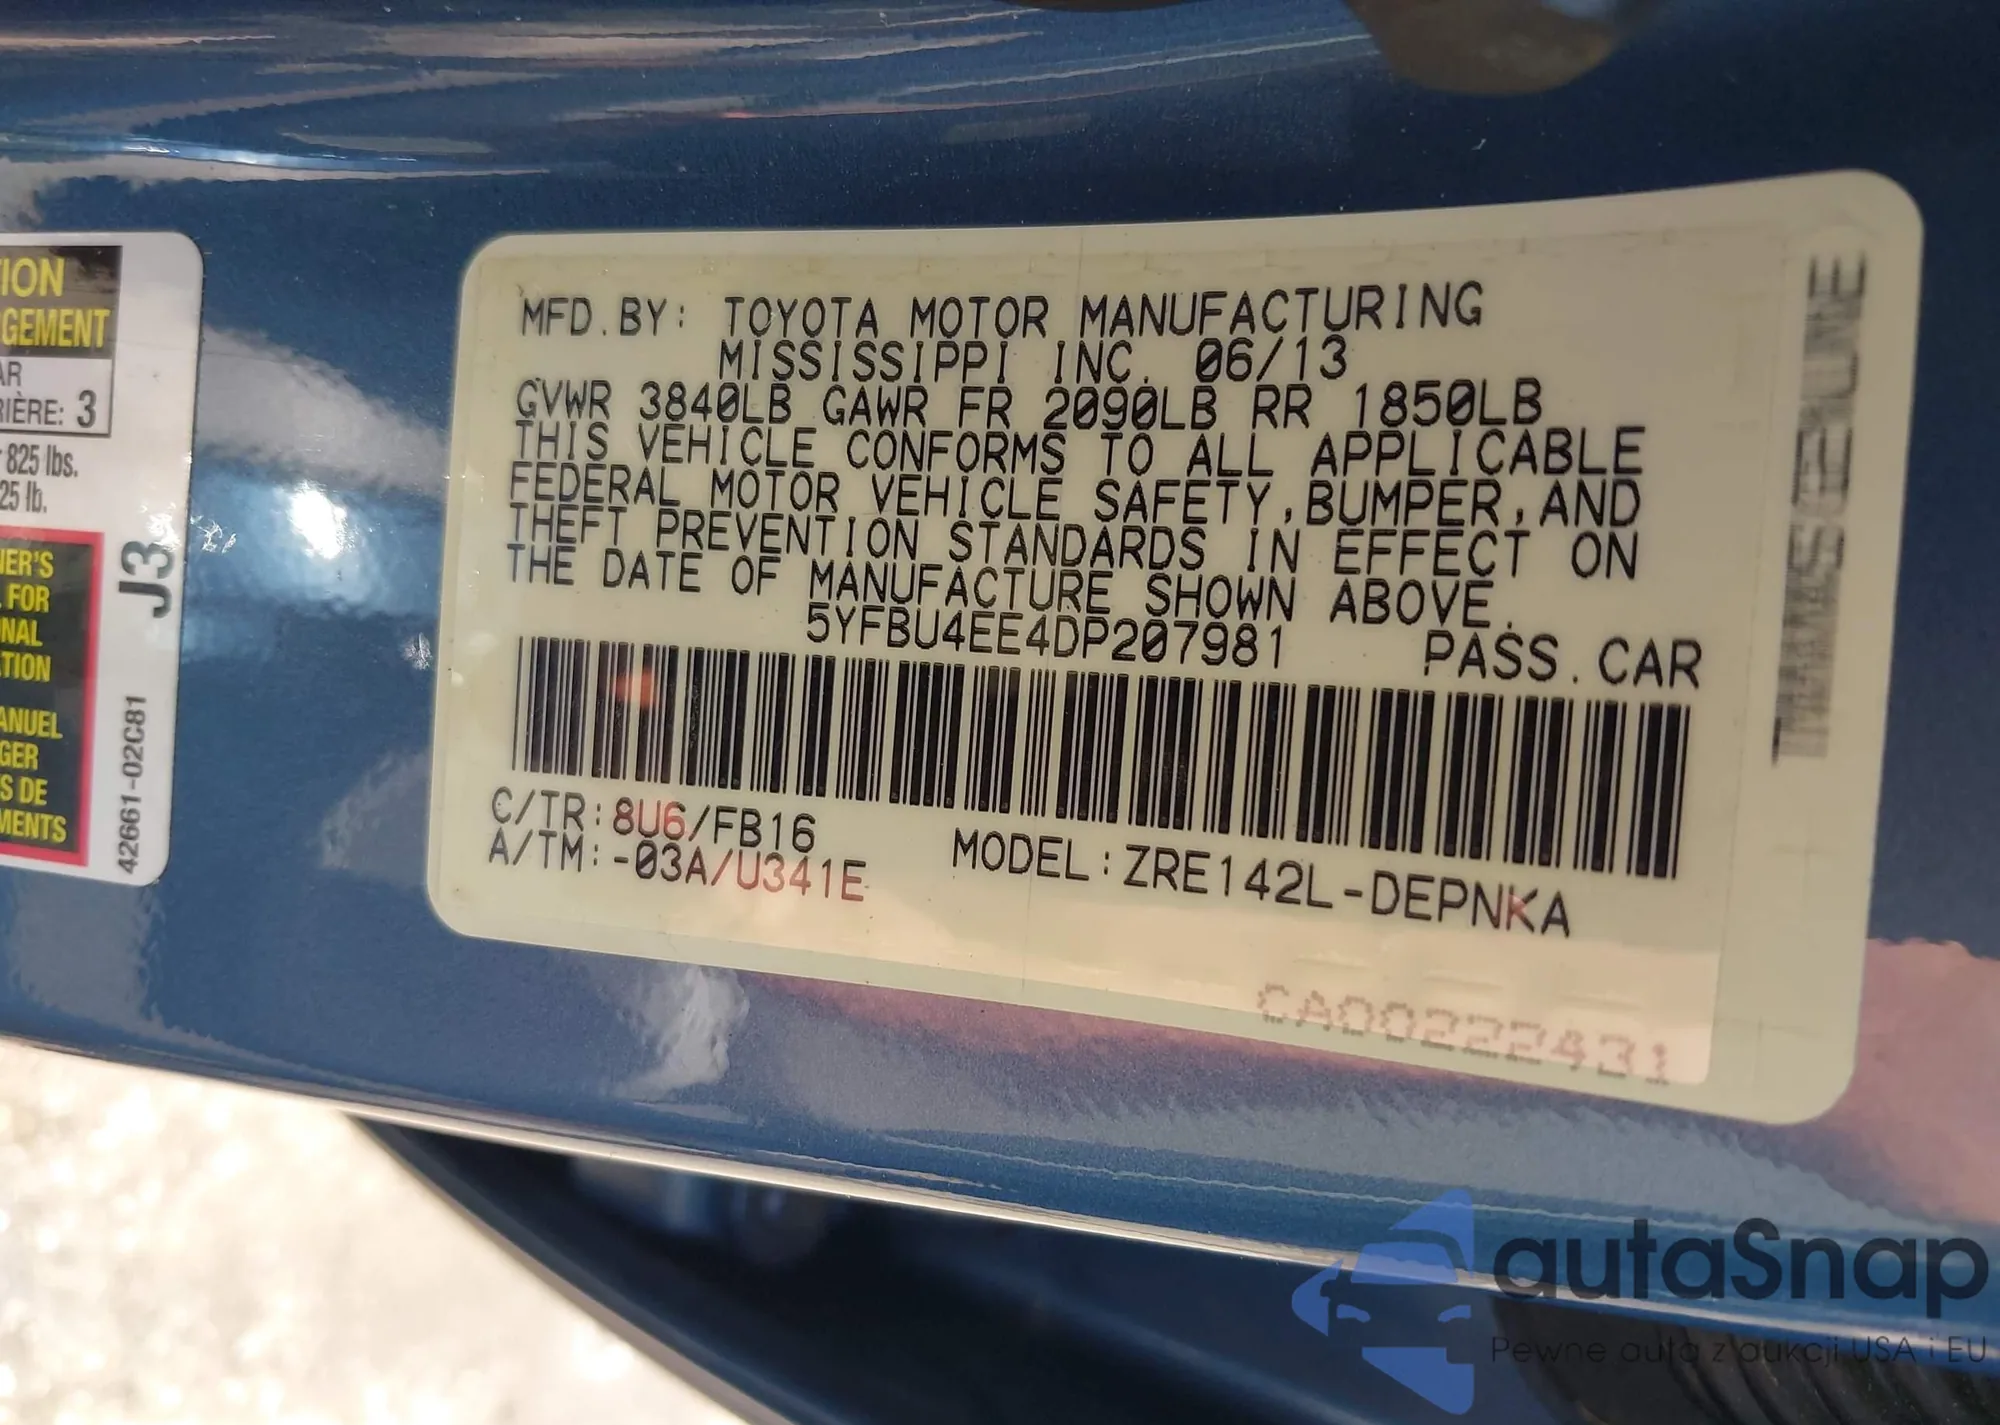 ION
GEMENT
AR
RIÈRE: 3
825 lbs.
25 lb.
NER'S
FOR
NAL
TION
ANUEL
GER
S DE
MENTS
J3
42661-02C81
MFD.BY: TOYOTA MOTOR MANUFACTURING
MISSISSIPPI INC. 06/13
GVWR 3840LB GAWR FR 2090LB RR 1850LB
THIS VEHICLE CONFORMS TO ALL APPLICABLE
FEDERAL MOTOR VEHICLE SAFETY,BUMPER,AND
THEFT PREVENTION STANDARDS IN EFFECT ON
THE DATE OF MANUFACTURE SHOWN ABOVE.
5YFBU4EE4DP207981 PASS.CAR
C/TR:8U6/FB16
A/TM:-03A/U341E
MODEL:ZRE142L-DEPNKA
CA00222431
autaSnap
Pewne auta z aukcji USA i EU